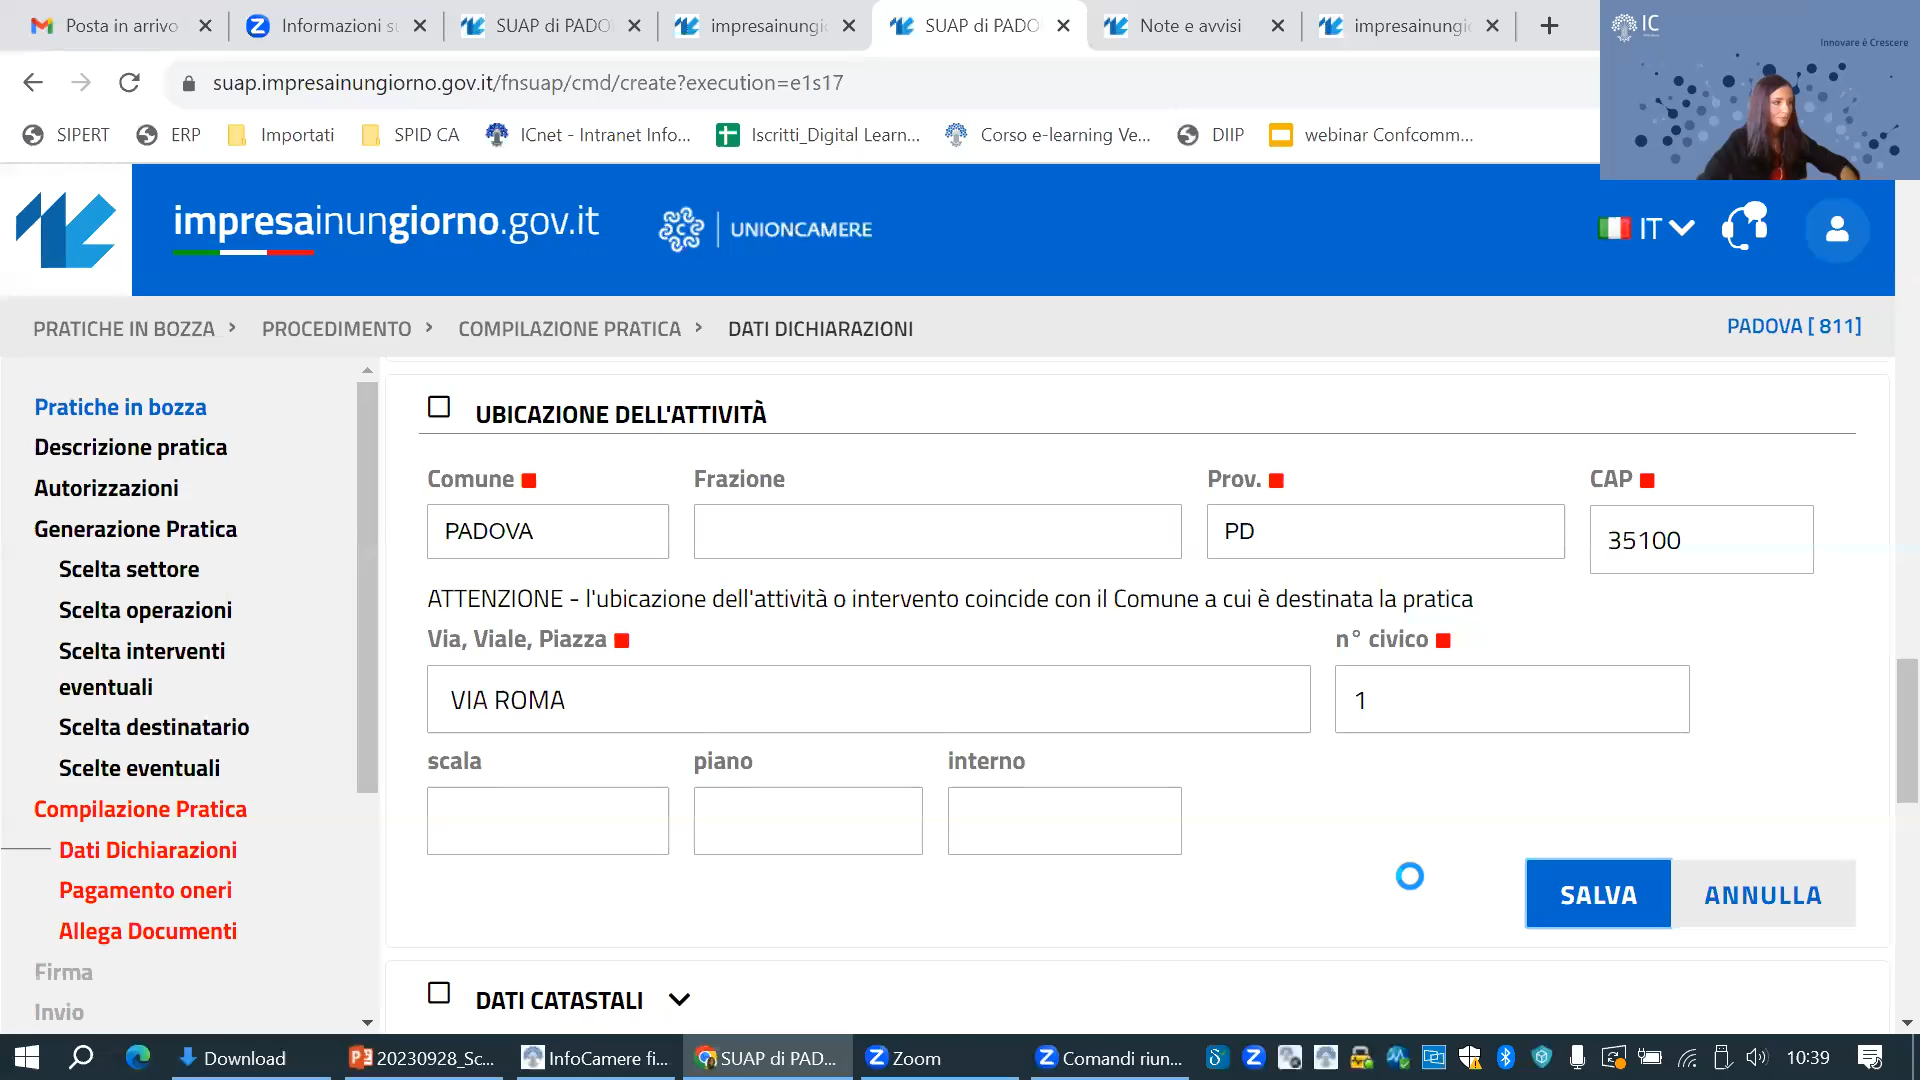 Posta in arrivo
Informazioni su
SUAP di PADO
impresainungio
SUAP di PADO
Note e avvisi
impresainungio
suap.impresainungiorno.gov.it/fnsuap/cmd/create?execution=e1s17
SIPERT
ERP
Importati
SPID CA
ICnet - Intranet Info...
Iscritti_Digital Learn...
Corso e-learning Ve...
DIIP
webinar Confcomm...
IC
Innovare è Crescere
impresainungiorno.gov.it
UNIONCAMERE
IT
PRATICHE IN BOZZA > PROCEDIMENTO > COMPILAZIONE PRATICA > DATI DICHIARAZIONI
PADOVA [ 811]
Pratiche in bozza
Descrizione pratica
Autorizzazioni
Generazione Pratica
Scelta settore
Scelta operazioni
Scelta interventi
eventuali
Scelta destinatario
Scelte eventuali
Compilazione Pratica
Dati Dichiarazioni
Pagamento oneri
Allega Documenti
Firma
Invio
UBICAZIONE DELL'ATTIVITÀ
Comune Frazione Prov. CAP
PADOVA PD 35100
ATTENZIONE - l'ubicazione dell'attività o intervento coincide con il Comune a cui è destinata la pratica
Via, Viale, Piazza n° civico
VIA ROMA 1
scala piano interno
SALVA ANNULLA
DATI CATASTALI
Download
20230928_Sc...
InfoCamere fi...
SUAP di PAD...
Zoom
Comandi riun...
10:39